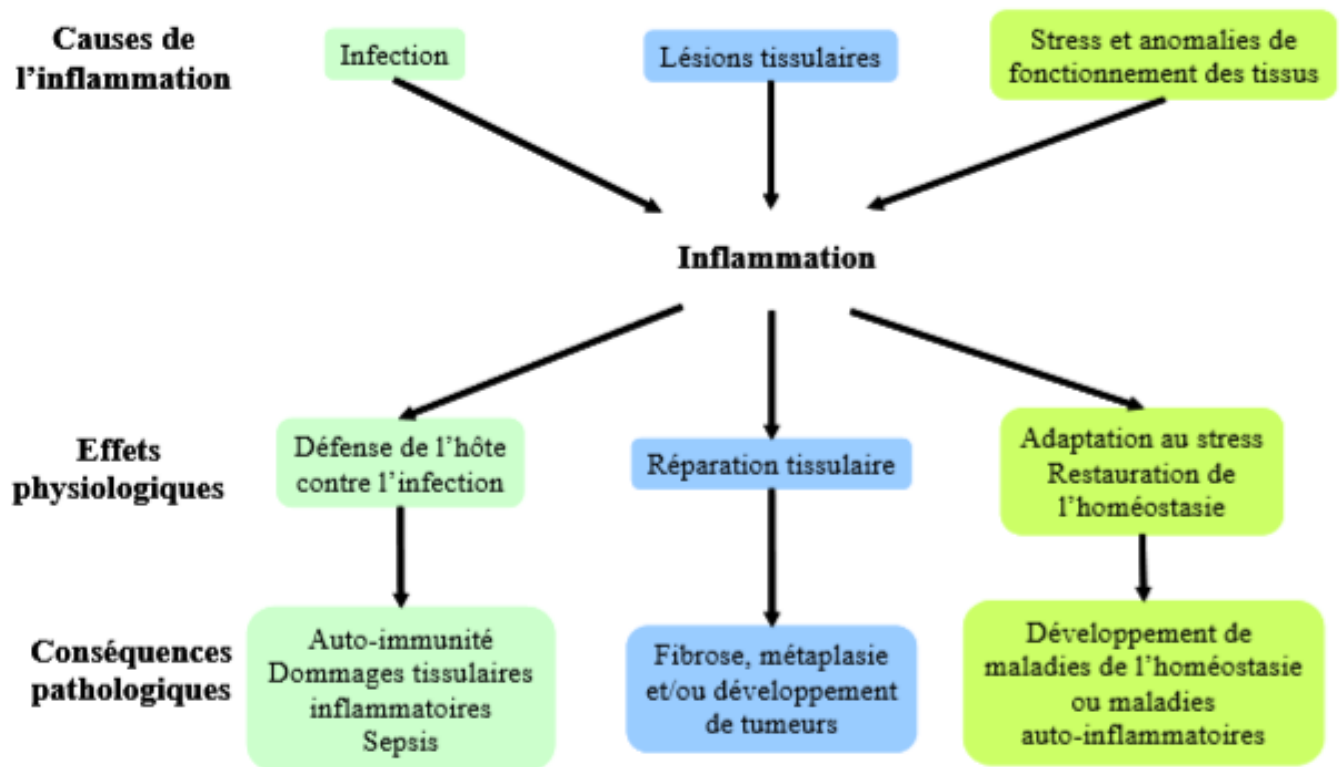 Causes de
l'inflammation
Infection
Lésions tissulaires
Stress et anomalies de
fonctionnement des tissus
Inflammation
Effets
physiologiques
Défense de l'hôte
contre l'infection
Réparation tissulaire
Adaptation au stress
Restauration de
l'homéostasie
Conséquences
pathologiques
Auto-immunité
Dommages tissulaires
inflammatoires
Sepsis
Fibrose, métaplasie
et/ou développement
de tumeurs
Développement de
maladies de l'homéostasie
ou maladies
auto-inflammatoires